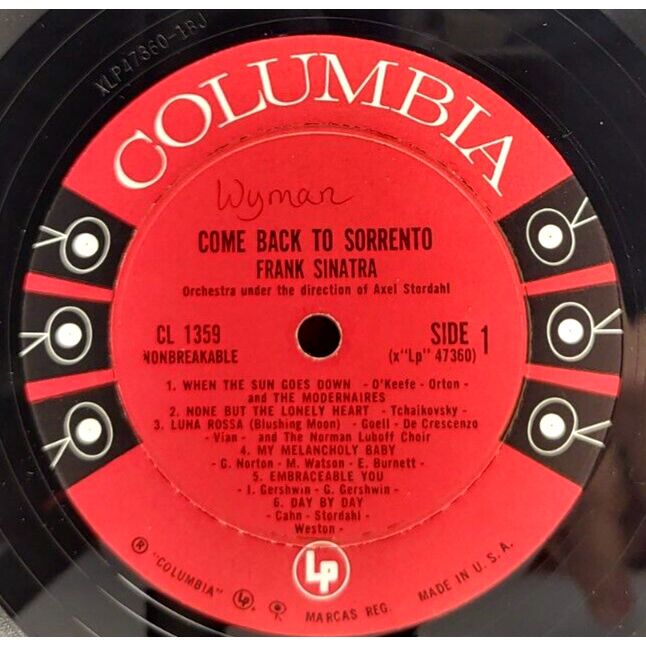 XLP47360-1BJ
COLUMBIA
Wyman
COME BACK TO SORRENTO
FRANK SINATRA
Orchestra under the direction of Axel Stordahl
CL 1359
NONBREAKABLE
SIDE 1
(x"Lp" 47360)
1. WHEN THE SUN GOES DOWN - O'Keefe - Orton -
and THE MODERNAIRES
2. NONE BUT THE LONELY HEART - Tchaikovsky -
3. LUNA ROSSA (Blushing Moon) - Goell - De Crescenzo
- Vian - and The Norman Luboff Choir
4. MY MELANCHOLY BABY
- G. Norton - M. Watson - E. Burnett -
5. EMBRACEABLE YOU
- I. Gershwin - G. Gershwin -
6. DAY BY DAY
- Cahn - Stordahl -
Weston -
Lp
® "COLUMBIA" Lp ® MARCAS REG. MADE IN U.S.A.